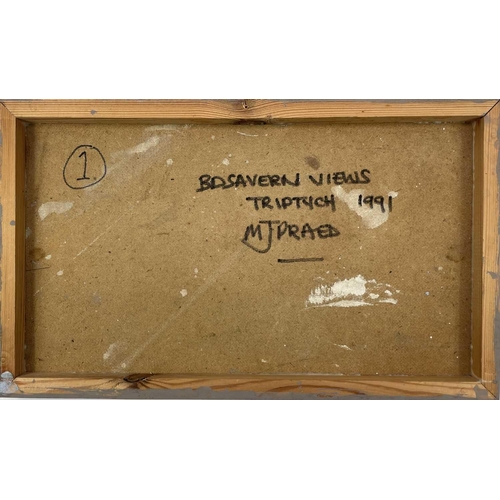 1
BOSAVERN VIEWS
TRIPTYCH 1991
MJPRAED